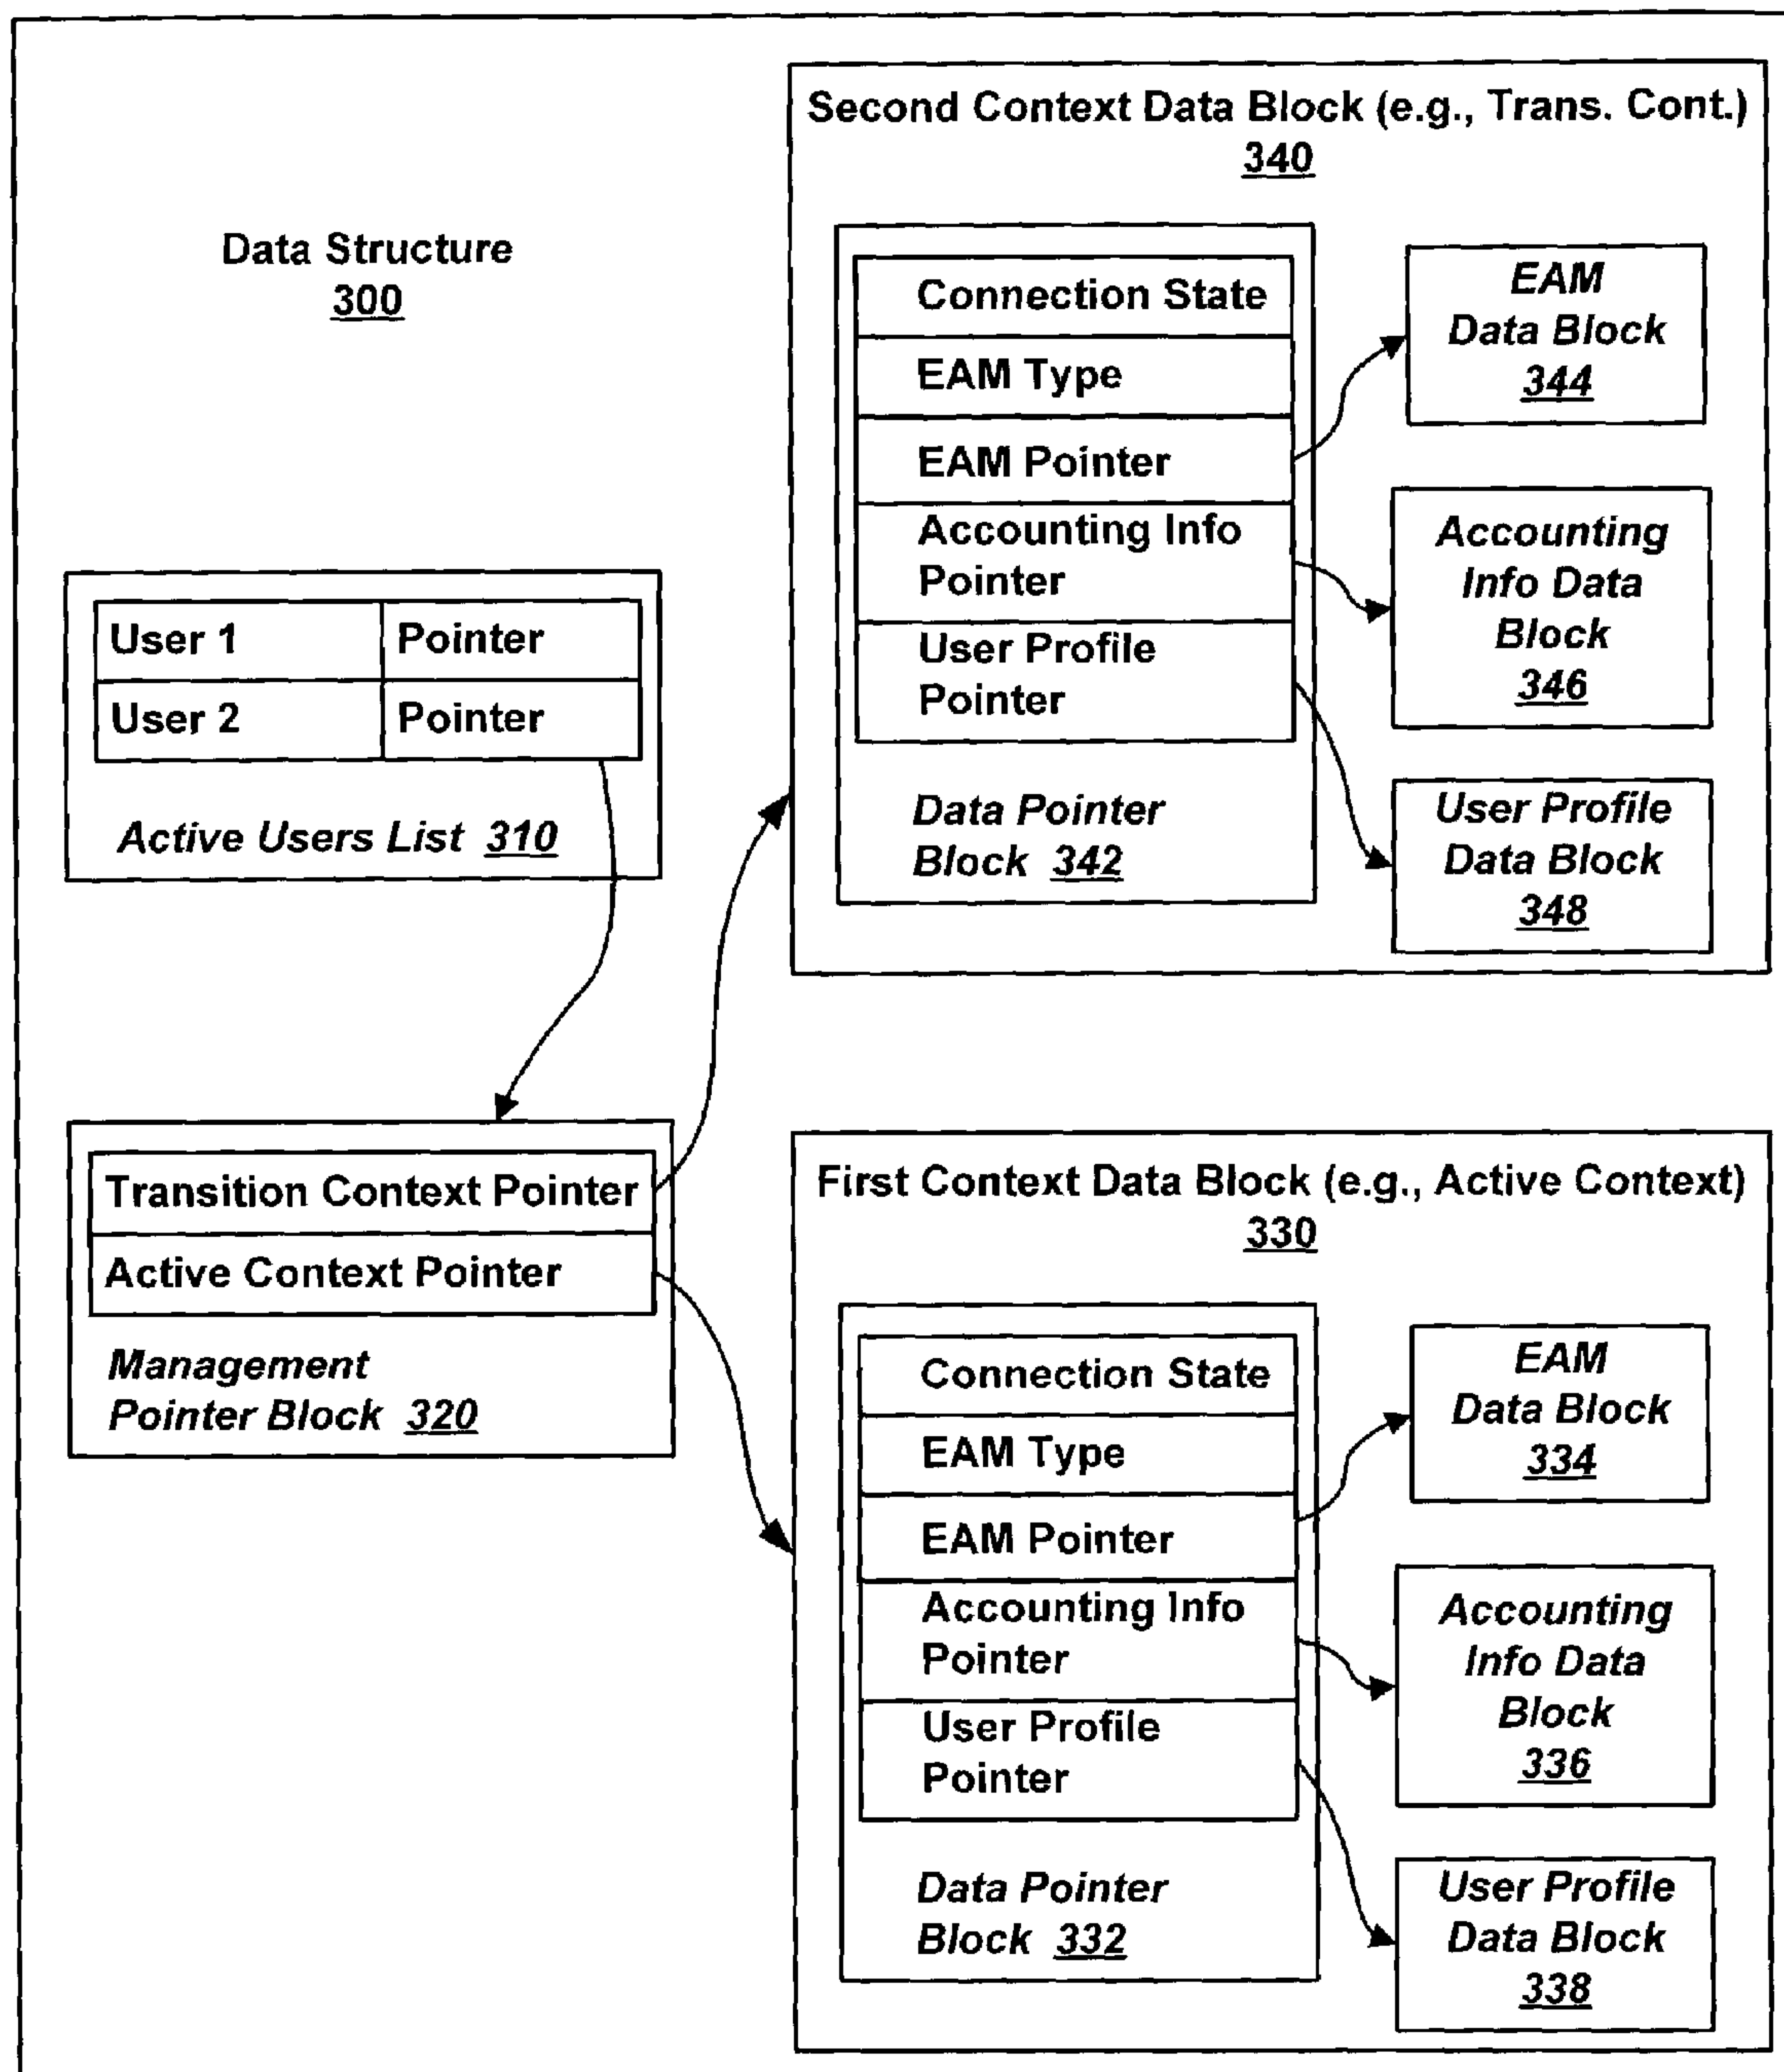 Data Structure
300
User 1 Pointer
User 2 Pointer
Active Users List 310
Transition Context Pointer
Active Context Pointer
Management
Pointer Block 320
Second Context Data Block (e.g., Trans. Cont.)
340
Connection State
EAM Type
EAM Pointer
Accounting Info
Pointer
User Profile
Pointer
Data Pointer
Block 342
EAM
Data Block
344
Accounting
Info Data
Block
346
User Profile
Data Block
348
First Context Data Block (e.g., Active Context)
330
Connection State
EAM Type
EAM Pointer
Accounting Info
Pointer
User Profile
Pointer
Data Pointer
Block 332
EAM
Data Block
334
Accounting
Info Data
Block
336
User Profile
Data Block
338